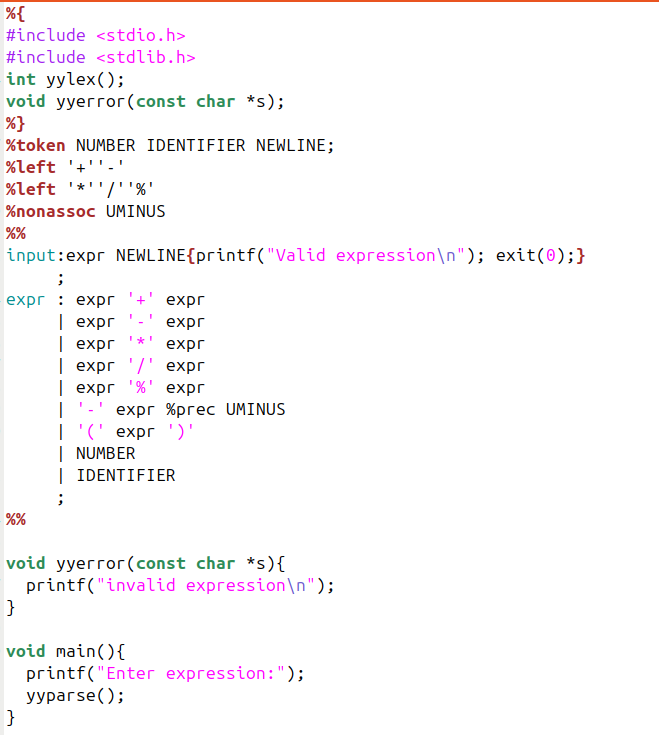 %{
#include <stdio.h>
#include <stdlib.h>
int yylex();
void yyerror(const char *s);
%}
%token NUMBER IDENTIFIER NEWLINE;
%left '+''-'
%left '*''/''%'
%nonassoc UMINUS
%%
input:expr NEWLINE{printf("Valid expression\n"); exit(0);}
     ;
expr : expr '+' expr
     | expr '-' expr
     | expr '*' expr
     | expr '/' expr
     | expr '%' expr
     | '-' expr %prec UMINUS
     | '(' expr ')'
     | NUMBER
     | IDENTIFIER
     ;
%%

void yyerror(const char *s){
  printf("invalid expression\n");
}

void main(){
  printf("Enter expression:");
  yyparse();
}